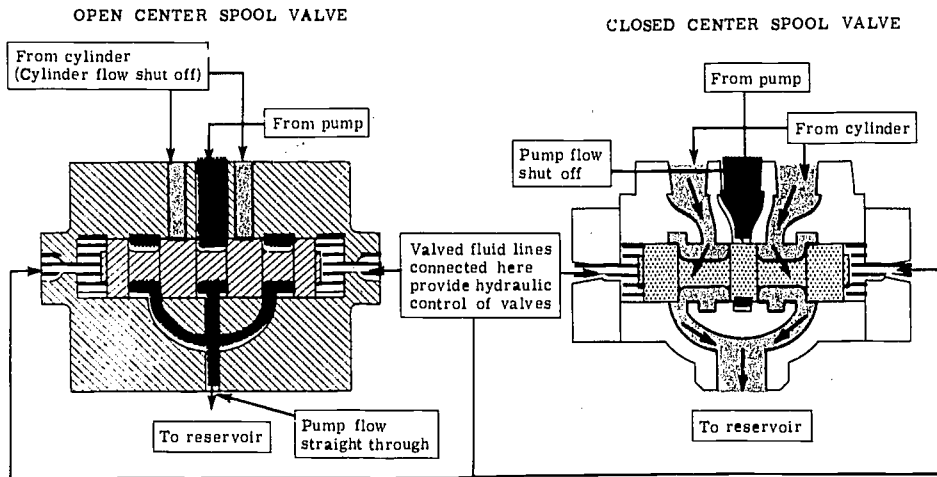 OPEN CENTER SPOOL VALVE
From cylinder
(Cylinder flow shut off)
From pump
To reservoir
Pump flow
straight through
Valved fluid lines
connected here
provide hydraulic
control of valves
CLOSED CENTER SPOOL VALVE
From pump
From cylinder
Pump flow
shut off
To reservoir